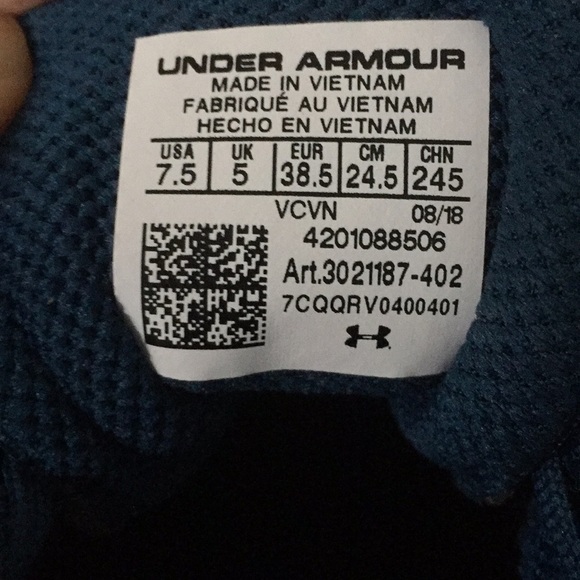 UNDER ARMOUR
MADE IN VIETNAM
FABRIQUÉ AU VIETNAM
HECHO EN VIETNAM
USA UK EUR CM CHN
7.5 5 38.5 24.5 245
VCVN 08/18
4201088506
Art.3021187-402
7CQQRV0400401